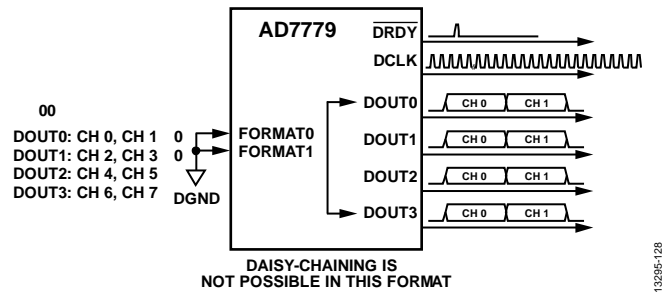 AD7779
DRDY
DCLK
00
DOUT0: CH 0, CH 1 0
DOUT1: CH 2, CH 3 0
DOUT2: CH 4, CH 5
DOUT3: CH 6, CH 7
DGND
FORMAT0
FORMAT1
DOUT0
CH 0
CH 1
DOUT1
CH 0
CH 1
DOUT2
CH 0
CH 1
DOUT3
CH 0
CH 1
DAISY-CHAINING IS
NOT POSSIBLE IN THIS FORMAT
13295-128